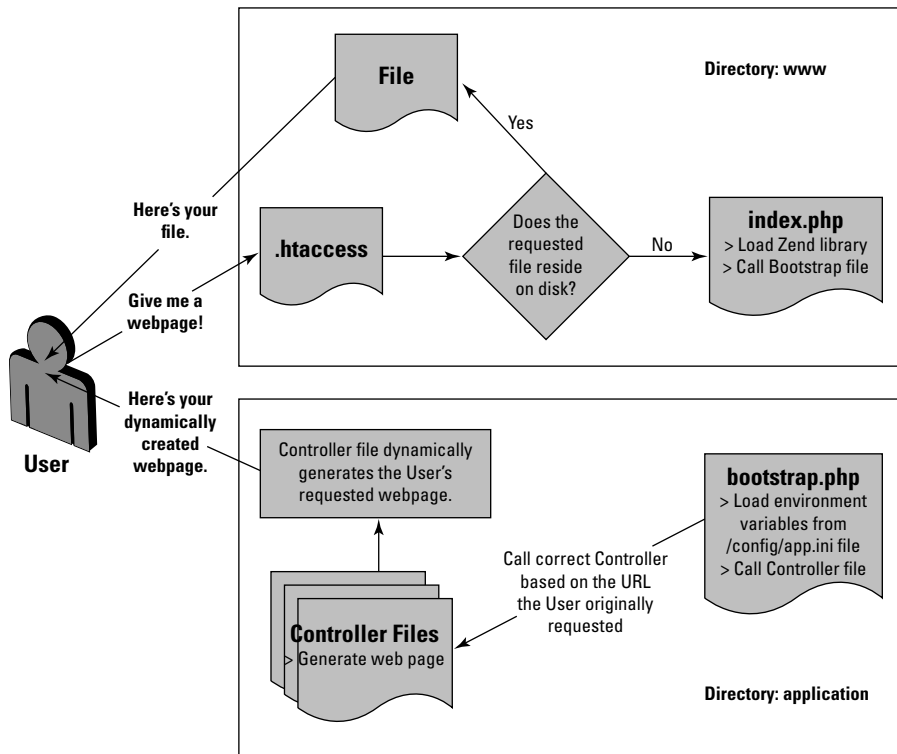 Directory: www
File
Yes
Here's your
file.
.htaccess
Does the
requested
file reside
on disk?
No
index.php
> Load Zend library
> Call Bootstrap file
Give me a
webpage!
User
Here's your
dynamically
created
webpage.
Controller file dynamically
generates the User's
requested webpage.
bootstrap.php
> Load environment
variables from
/config/app.ini file
> Call Controller file
Call correct Controller
based on the URL
the User originally
requested
Controller Files
> Generate web page
Directory: application